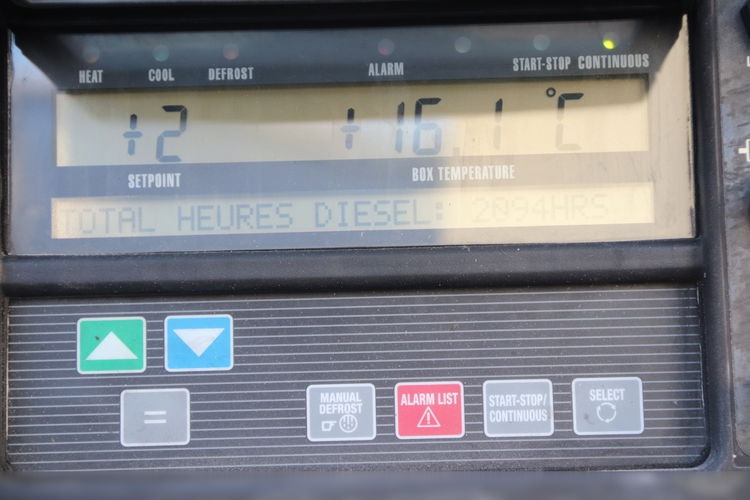 HEAT COOL DEFROST ALARM START-STOP CONTINUOUS
+2 +16.1 °C
SETPOINT BOX TEMPERATURE
TOTAL HEURES DIESEL: 2094HRS
MANUAL DEFROST ALARM LIST START-STOP/ CONTINUOUS SELECT
=